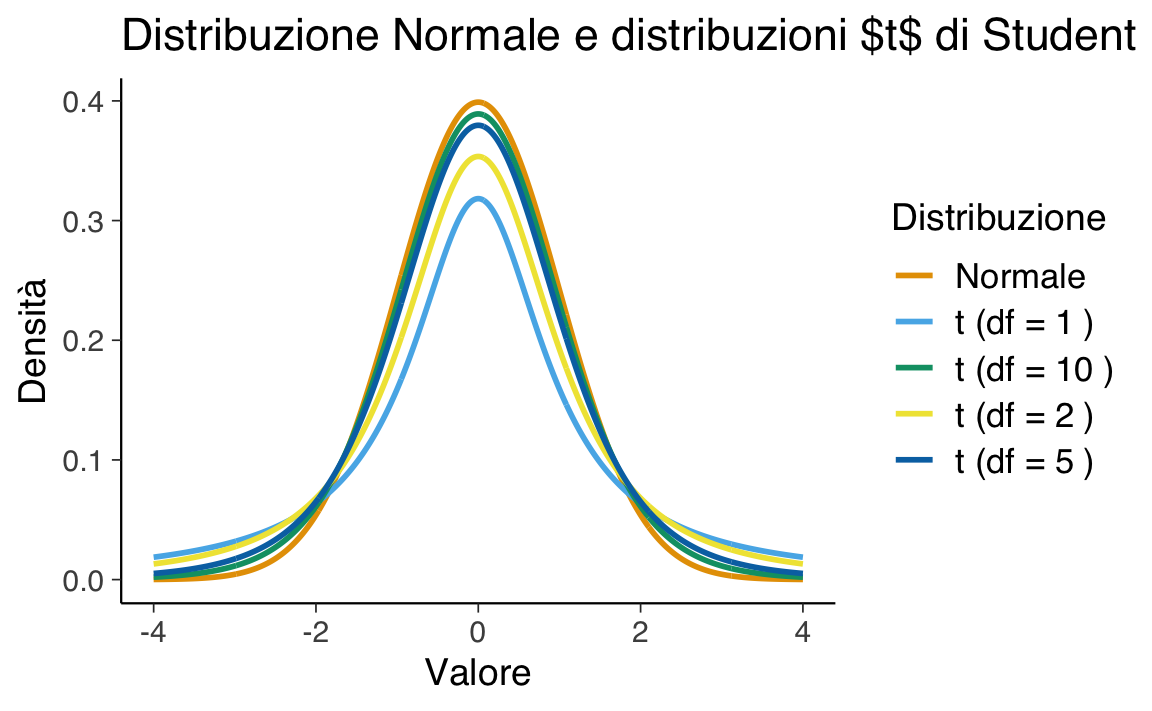 Distribuzione Normale e distribuzioni $t$ di Student
Densità
0.4
0.3
0.2
0.1
0.0
-4
-2
0
2
4
Valore
Distribuzione
Normale
t (df = 1 )
t (df = 10 )
t (df = 2 )
t (df = 5 )